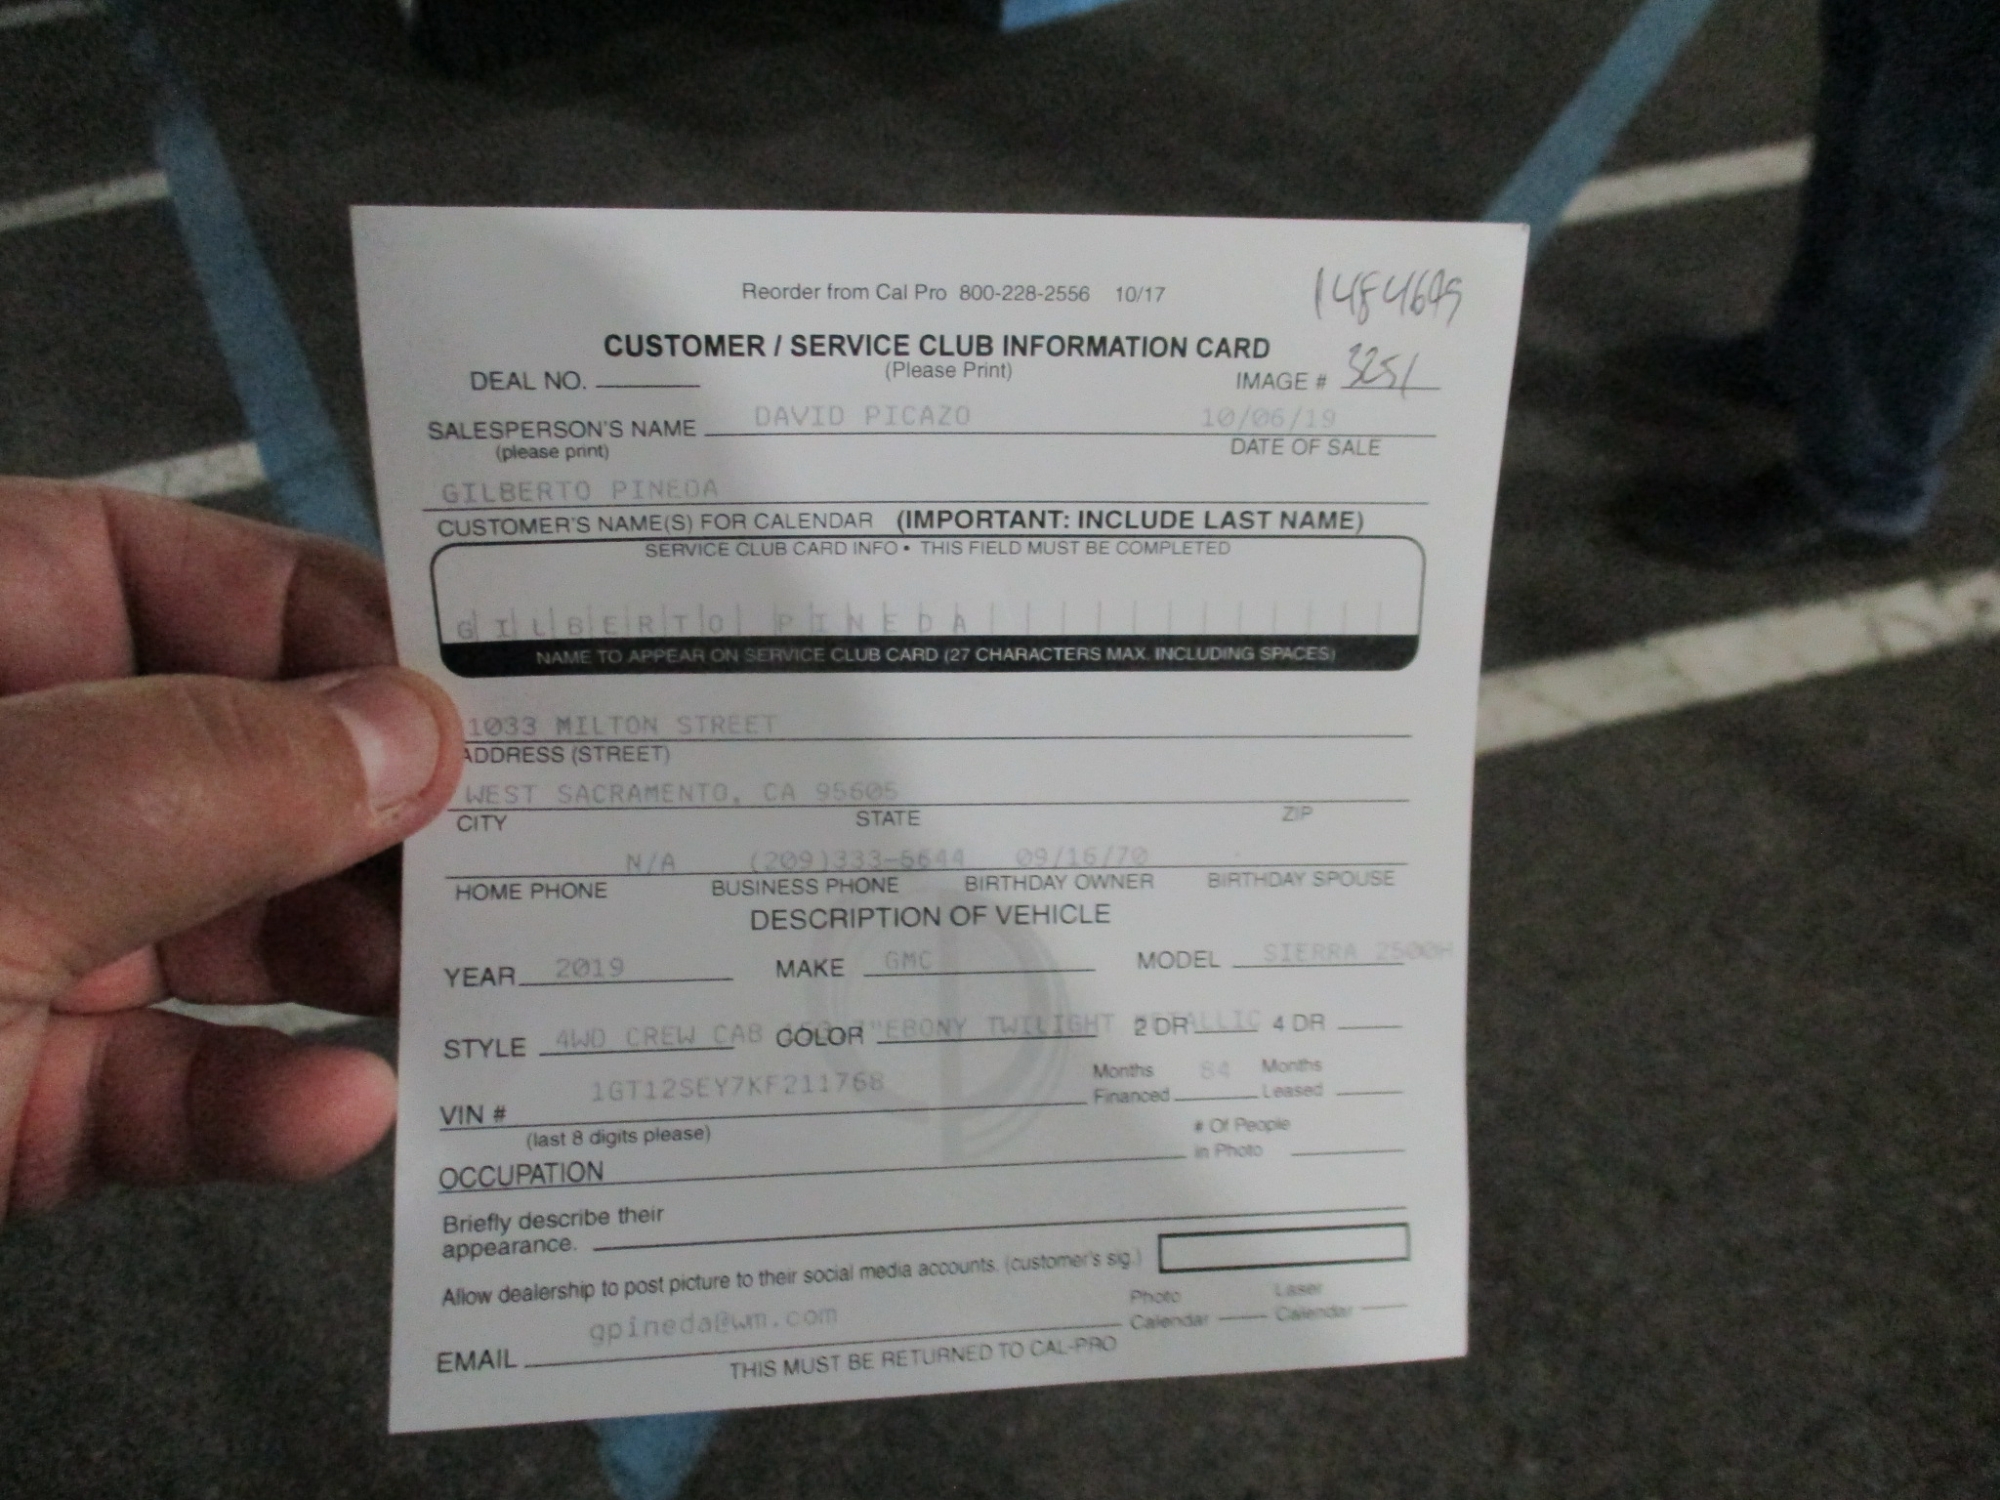 Reorder from Cal Pro 800-228-2556 10/17
CUSTOMER / SERVICE CLUB INFORMATION CARD
DEAL NO. (Please Print) IMAGE # 3251
SALESPERSON'S NAME DAVID PICAZO 10/06/19
(please print) DATE OF SALE
GILBERTO PINEDA
CUSTOMER'S NAME(S) FOR CALENDAR (IMPORTANT: INCLUDE LAST NAME)
SERVICE CLUB CARD INFO • THIS FIELD MUST BE COMPLETED
GILBERTO PINEDA
NAME TO APPEAR ON SERVICE CLUB CARD (27 CHARACTERS MAX. INCLUDING SPACES)
1033 MILTON STREET
ADDRESS (STREET)
WEST SACRAMENTO, CA 95605
CITY STATE ZIP
N/A (209)333-5644 09/16/70
HOME PHONE BUSINESS PHONE BIRTHDAY OWNER BIRTHDAY SPOUSE
DESCRIPTION OF VEHICLE
YEAR 2019 MAKE GMC MODEL SIERRA 2500H
STYLE 4WD CREW CAB COLOR "EBONY TWILIGHT METALLIC 2 DR 4 DR
VIN # 1GT12SEY7KF211768 Months Financed 84 Months Leased
(last 8 digits please)
OCCUPATION # Of People in Photo
Briefly describe their
appearance.
Allow dealership to post picture to their social media accounts. (customer's sig.)
EMAIL gpineda@wm.com Photo Calendar Laser Calendar
THIS MUST BE RETURNED TO CAL-PRO